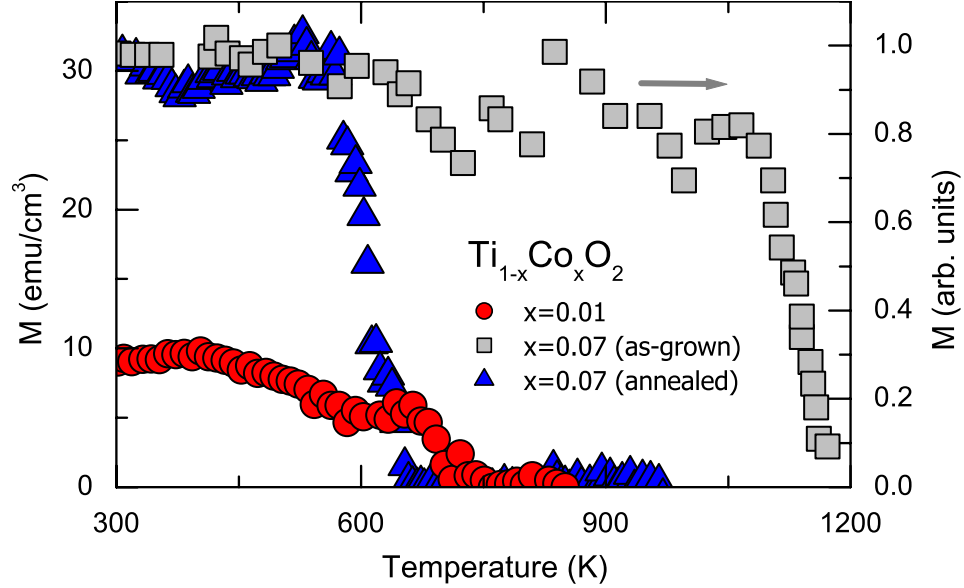 30
20
10
0
M (emu/cm³)
1.0
0.8
0.6
0.4
0.2
0.0
M (arb. units)
Ti₁₋ₓCoₓO₂
x=0.01
x=0.07 (as-grown)
x=0.07 (annealed)
300 600 900 1200
Temperature (K)